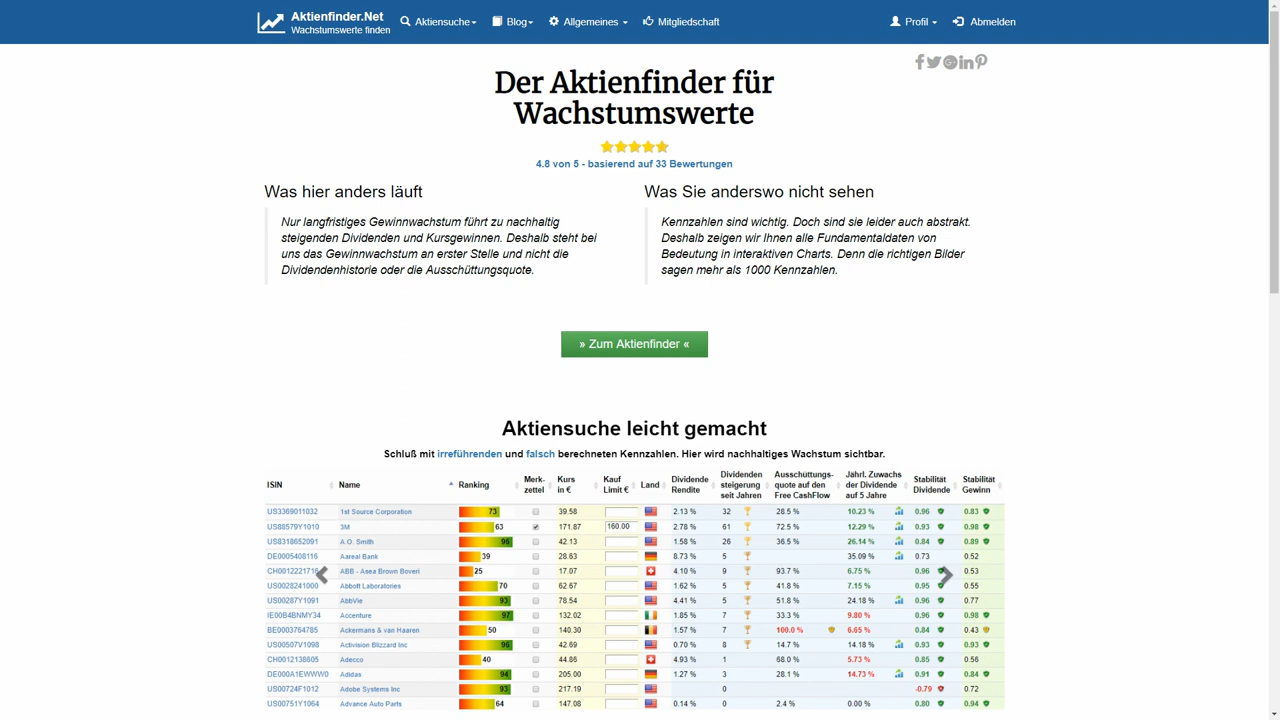 Aktienfinder.Net
Wachstumswerte finden
Aktiensuche
Blog
Allgemeines
Mitgliedschaft
Profil
Abmelden
Der Aktienfinder für
Wachstumswerte
4.8 von 5 - basierend auf 33 Bewertungen
Was hier anders läuft
Nur langfristiges Gewinnwachstum führt zu nachhaltig
steigenden Dividenden und Kursgewinnen. Deshalb steht bei
uns das Gewinnwachstum an erster Stelle und nicht die
Dividendenhistorie oder die Ausschüttungsquote.
Was Sie anderswo nicht sehen
Kennzahlen sind wichtig. Doch sind sie leider auch abstrakt.
Deshalb zeigen wir Ihnen alle Fundamentaldaten von
Bedeutung in interaktiven Charts. Denn die richtigen Bilder
sagen mehr als 1000 Kennzahlen.
» Zum Aktienfinder «
Aktiensuche leicht gemacht
Schluß mit irreführenden und falsch berechneten Kennzahlen. Hier wird nachhaltiges Wachstum sichtbar.
ISIN Name Ranking Merk-zettel Kurs in € Kauf Limit € Land Dividende Rendite Dividenden steigerung seit Jahren Ausschüttungs-quote auf den Free CashFlow Jährl. Zuwachs der Dividende auf 5 Jahre Stabilität Dividende Stabilität Gewinn
US3369011032 1st Source Corporation 73 39.58 2.13 % 32 28.5 % 10.23 % 0.96 0.83
US88579Y1010 3M 63 171.87 160.00 2.78 % 61 72.5 % 12.29 % 0.93 0.98
US8318652091 A.O. Smith 96 42.13 1.58 % 26 36.5 % 26.14 % 0.84 0.89
DE0005408116 Aareal Bank 39 28.63 8.73 % 5 35.09 % 0.73 0.52
CH0012221716 ABB - Asea Brown Boveri 25 17.07 4.10 % 9 93.7 % 6.75 % 0.96 0.53
US0028241000 Abbott Laboratories 70 62.67 1.62 % 5 41.8 % 7.15 % 0.95 0.55
US00287Y1091 AbbVie 93 78.54 4.41 % 5 51.8 % 24.18 % 0.96 0.77
IE00B4BNMY34 Accenture 97 132.02 1.85 % 7 33.3 % 9.80 % 0.96 0.98
BE0003764785 Ackermans & van Haaren 50 140.30 1.57 % 7 100.0 % 6.65 % 0.84 0.43
US00507V1098 Activision Blizzard Inc 96 42.69 0.70 % 8 14.7 % 14.18 % 0.93 0.93
CH0012138605 Adecco 40 44.86 4.93 % 1 68.0 % 5.73 % 0.85 0.56
DE000A1EWWW0 Adidas 94 205.00 1.27 % 3 28.1 % 14.73 % 0.91 0.84
US00724F1012 Adobe Systems Inc 93 217.19 0 -0.79 0.72
US00751Y1064 Advance Auto Parts 64 147.08 0.14 % 0 2.4 % 0.00 % 0.80 0.94